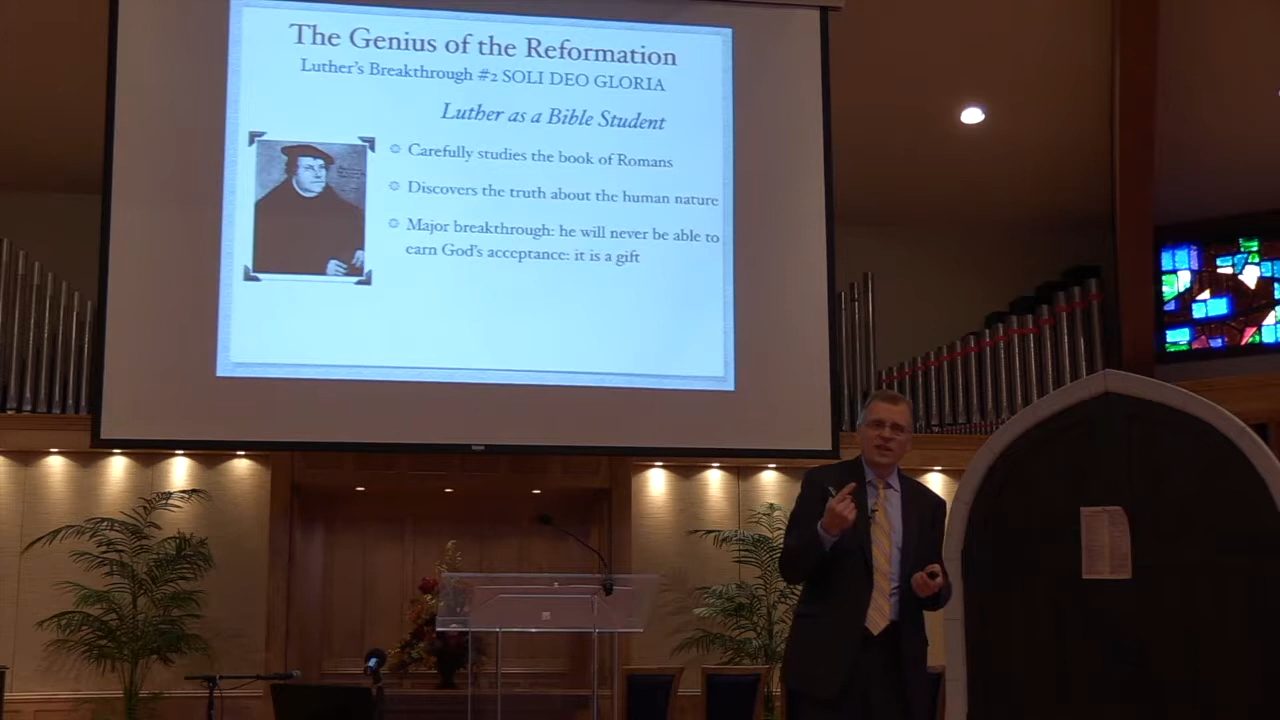 The Genius of the Reformation
Luther's Breakthrough #2 SOLI DEO GLORIA
Luther as a Bible Student
Carefully studies the book of Romans
Discovers the truth about the human nature
Major breakthrough: he will never be able to
earn God's acceptance: it is a gift